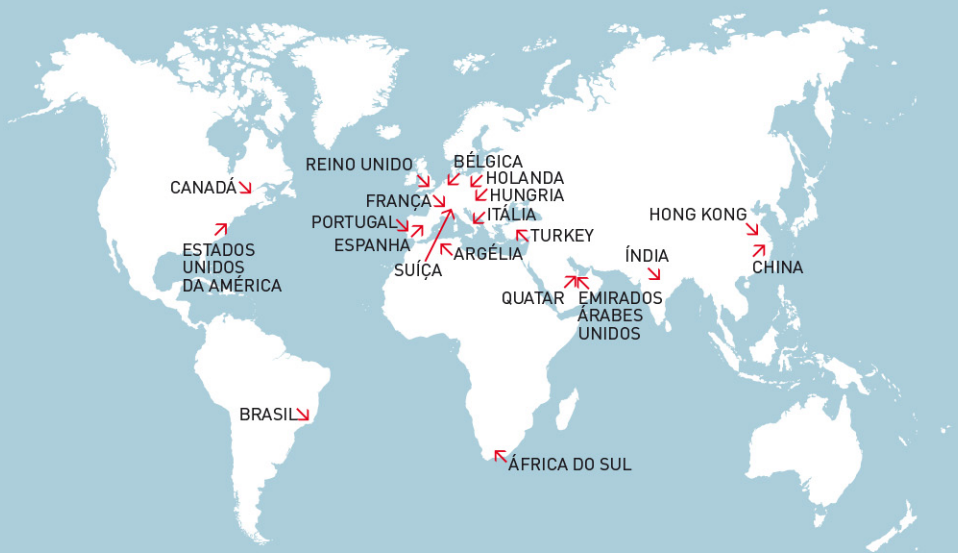 REINO UNIDO
BÉLGICA
HOLANDA
CANADÁ
HUNGRIA
FRANÇA
ITÁLIA
PORTUGAL
HONG KONG
TURKEY
ESPANHA
ESTADOS
UNIDOS
DA AMÉRICA
ARGÉLIA
ÍNDIA
SUÍÇA
CHINA
QUATAR
EMIRADOS
ÁRABES
UNIDOS
BRASIL
ÁFRICA DO SUL